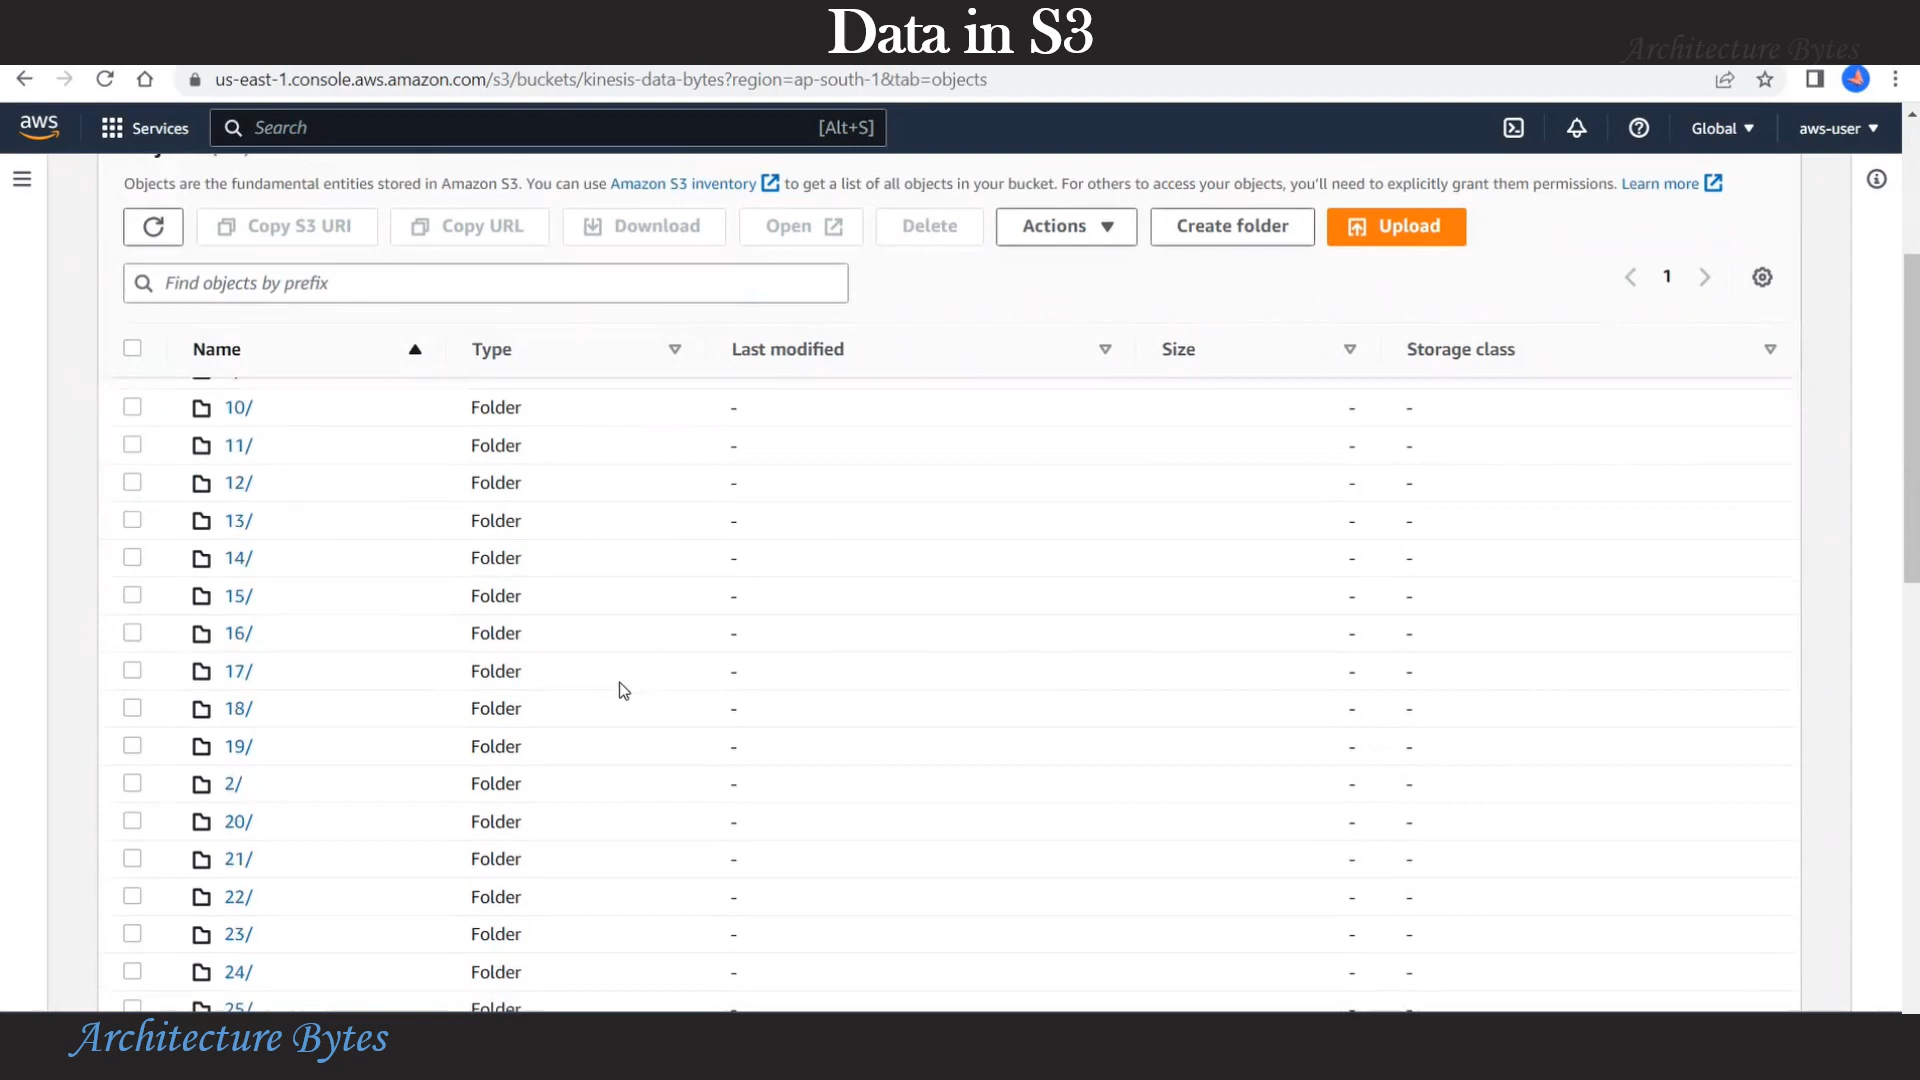 Data in S3
Architecture Bytes
us-east-1.console.aws.amazon.com/s3/buckets/kinesis-data-bytes?region=ap-south-1&tab=objects
aws Services Search [Alt+S] Global aws-user
Objects are the fundamental entities stored in Amazon S3. You can use Amazon S3 inventory to get a list of all objects in your bucket. For others to access your objects, you'll need to explicitly grant them permissions. Learn more
Copy S3 URI Copy URL Download Open Delete Actions Create folder Upload
Find objects by prefix 1
Name Type Last modified Size Storage class
10/ Folder - - -
11/ Folder - - -
12/ Folder - - -
13/ Folder - - -
14/ Folder - - -
15/ Folder - - -
16/ Folder - - -
17/ Folder - - -
18/ Folder - - -
19/ Folder - - -
2/ Folder - - -
20/ Folder - - -
21/ Folder - - -
22/ Folder - - -
23/ Folder - - -
24/ Folder - - -
25/ Folder - - -
Architecture Bytes